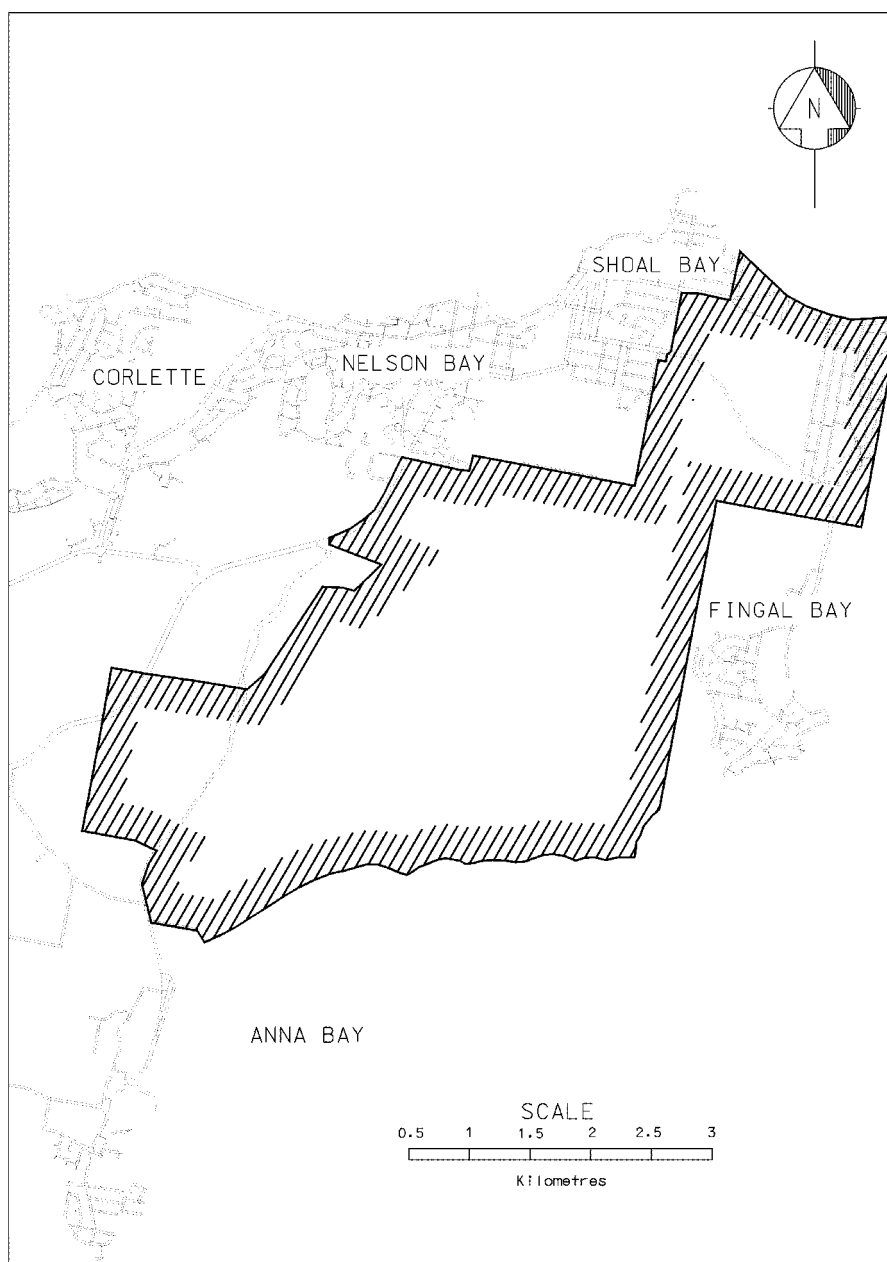 N
SHOAL BAY
NELSON BAY
CORLETTE
FINGAL BAY
ANNA BAY
SCALE
0.5 1 1.5 2 2.5 3
Kilometres